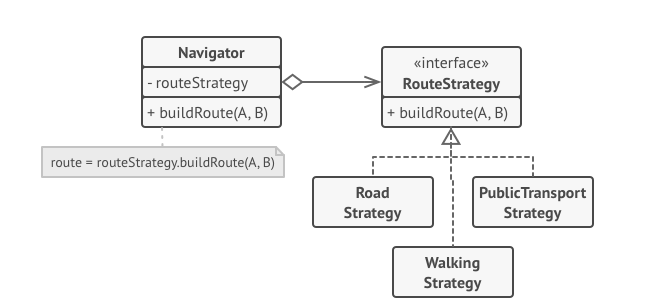 Navigator
- routeStrategy
+ buildRoute(A, B)
route = routeStrategy.buildRoute(A, B)
«interface»
RouteStrategy
+ buildRoute(A, B)
Road
Strategy
PublicTransport
Strategy
Walking
Strategy